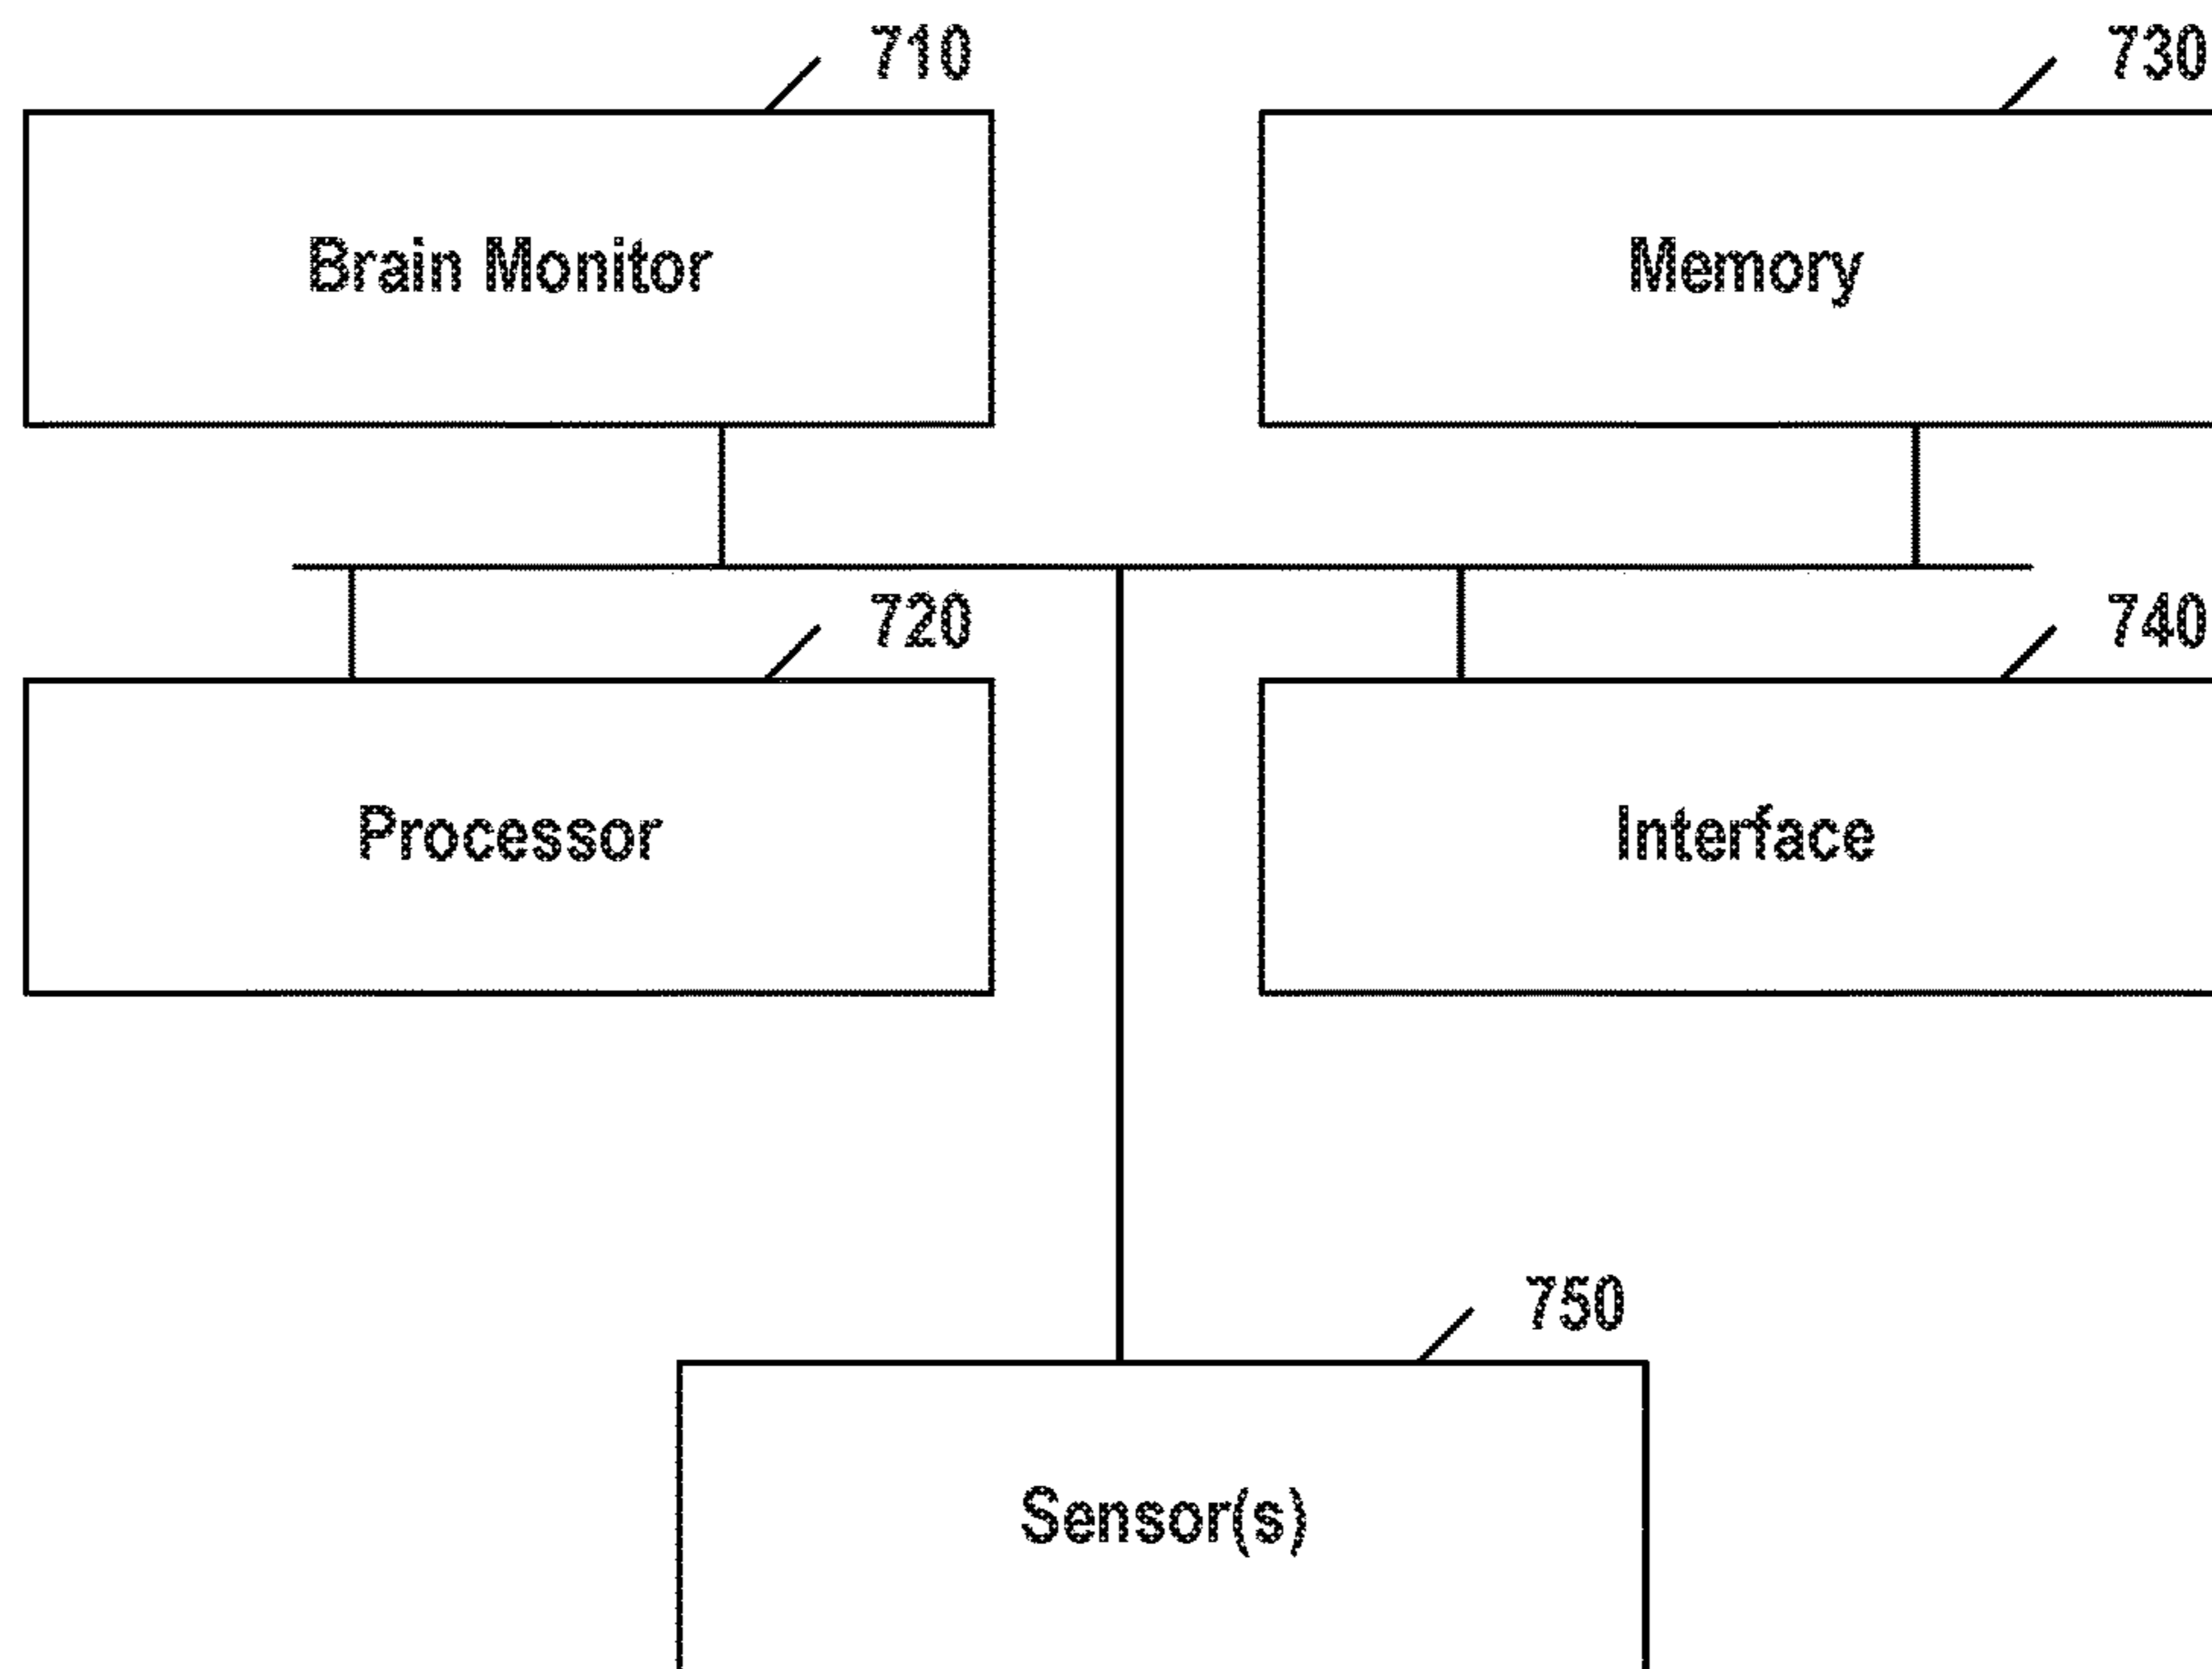 710
730
Brain Monitor
Memory
720
740
Processor
Interface
750
Sensor(s)